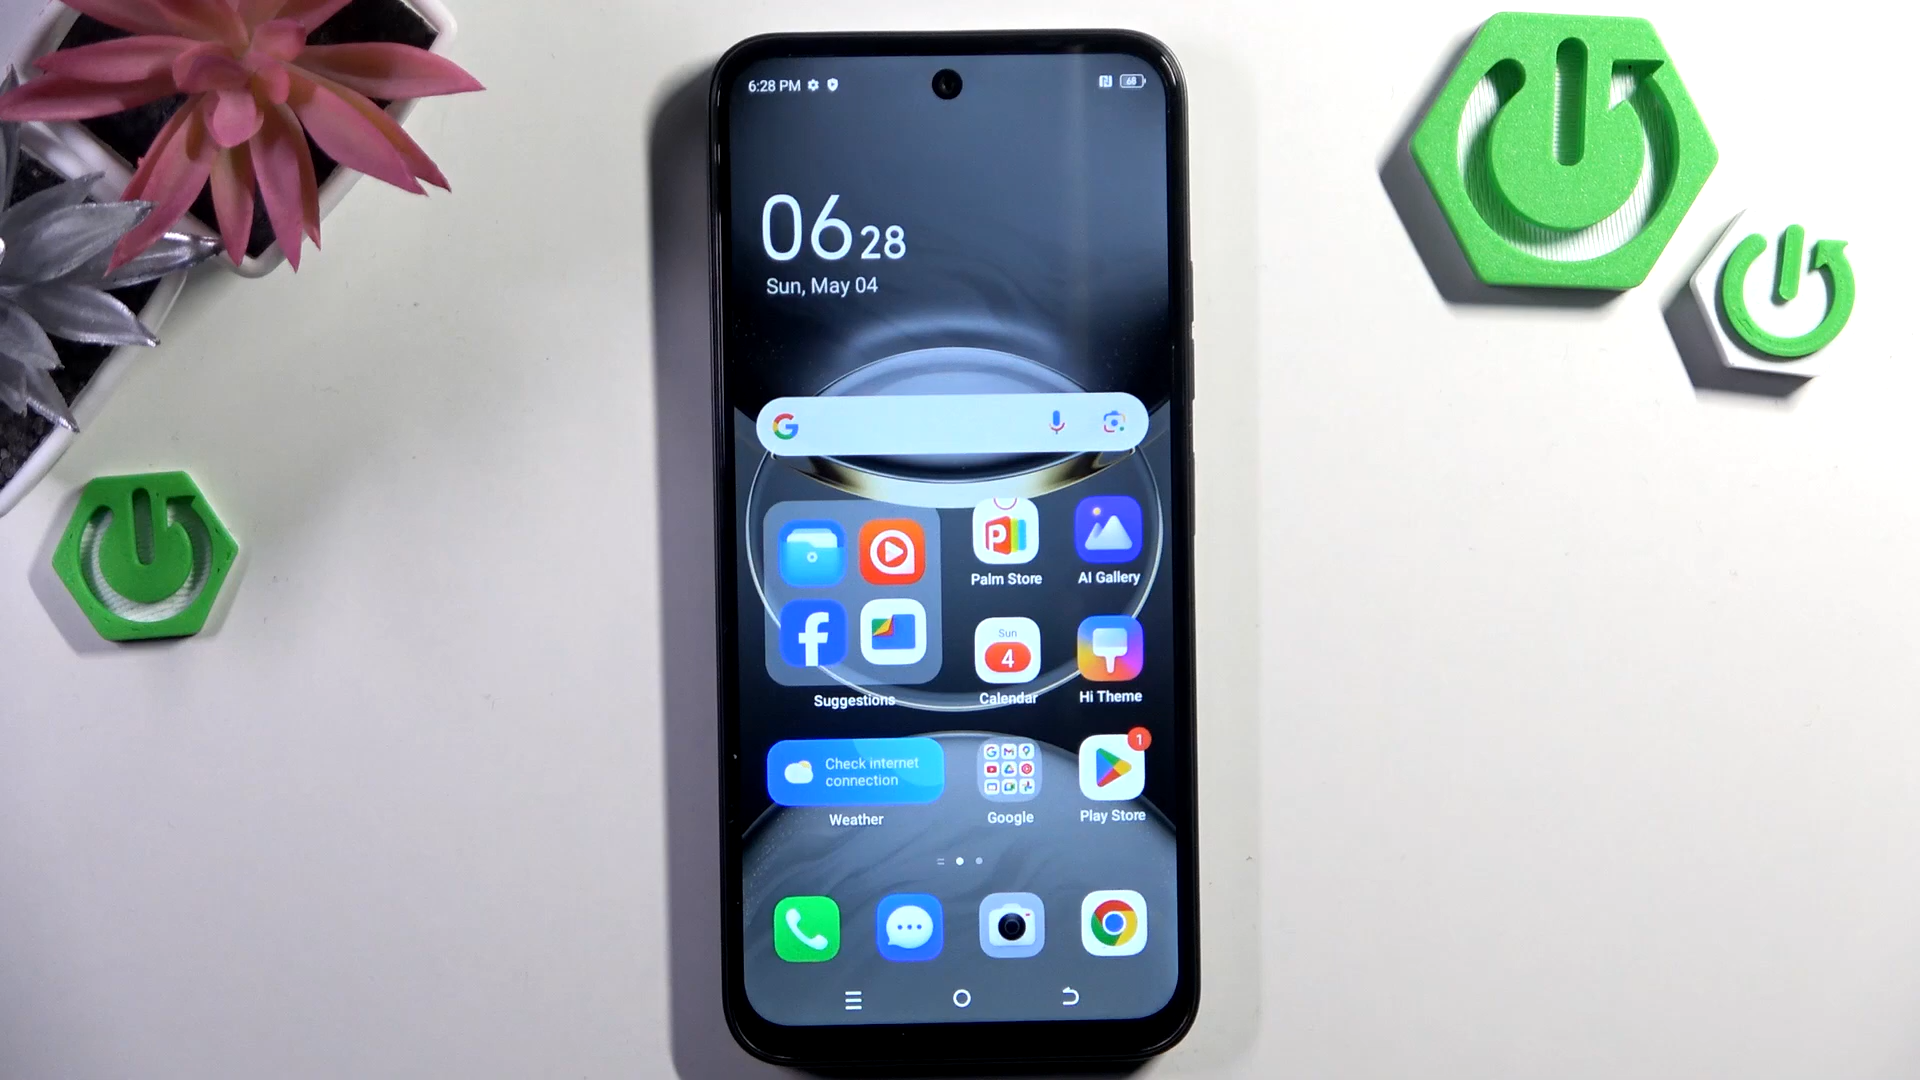 6:28 PM
68
06 28
Sun, May 04
Palm Store
AI Gallery
Suggestions
Sun
4
Calendar
Hi Theme
Check internet
connection
Weather
Google
1
Play Store